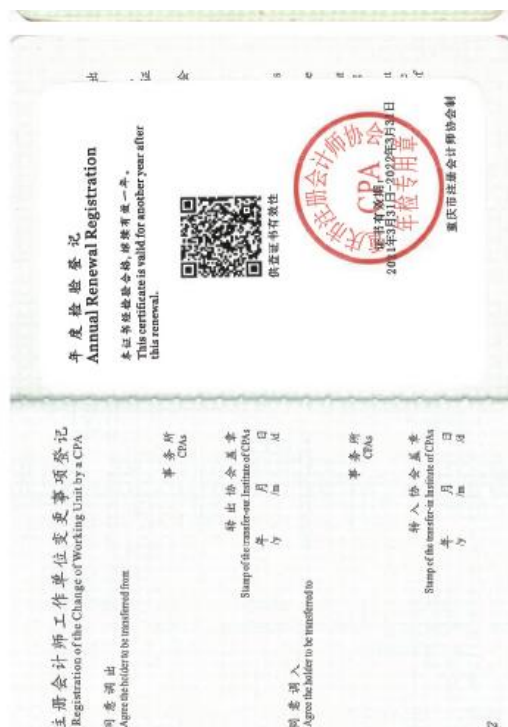 年度检验登记
Annual Renewal Registration
本证书经检验合格，继续有效一年。
This certificate is valid for another year after
this renewal.
供查证书有效性
重庆市注册会计师协会
CPA
证书有效期：
2021年3月31日-2022年3月31日
年检专用章
重庆市注册会计师协会制
注册会计师工作单位变更事项登记
Registration of the Change of Working Unit by a CPA
同意调出
Agree the holder to be transferred from
事务所
CPAs
转出协会盖章
Stamp of the transfer-out Institute of CPAs
年 月 日
/y /m /d
同意调入
Agree the holder to be transferred to
事务所
CPAs
转入协会盖章
Stamp of the transfer-in Institute of CPAs
年 月 日
/y /m /d